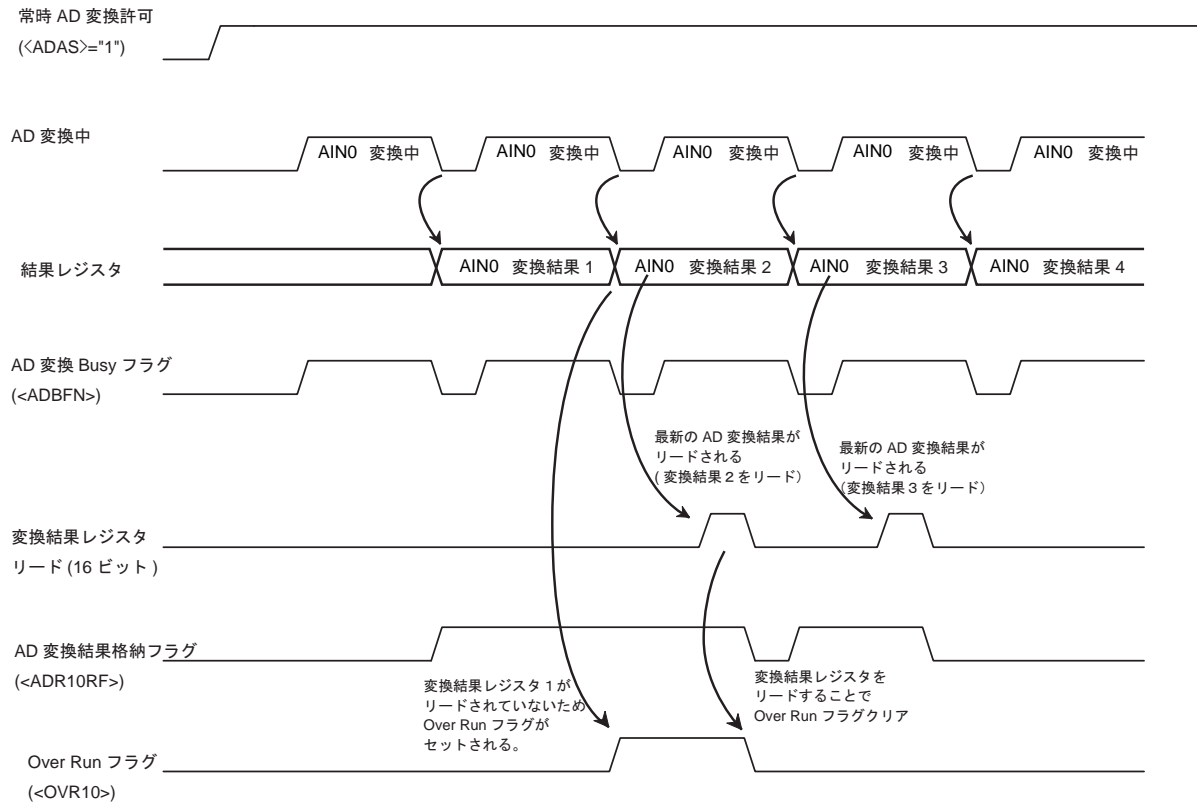 常時 AD 変換許可
(<ADAS>="1")
AD 変換中
AIN0 変換中
AIN0 変換中
AIN0 変換中
AIN0 変換中
AIN0 変換中
結果レジスタ
AIN0 変換結果 1
AIN0 変換結果 2
AIN0 変換結果 3
AIN0 変換結果 4
AD 変換 Busy フラグ
(<ADBFN>)
最新の AD 変換結果が
リードされる
( 変換結果 2 をリード）
最新の AD 変換結果が
リードされる
（変換結果 3 をリード）
変換結果レジスタ
リード (16 ビット )
AD 変換結果格納フラグ
(<ADR10RF>)
変換結果レジスタ 1 が
リードされていないため
Over Run フラグが
セットされる。
変換結果レジスタを
リードすることで
Over Run フラグクリア
Over Run フラグ
(<OVR10>)